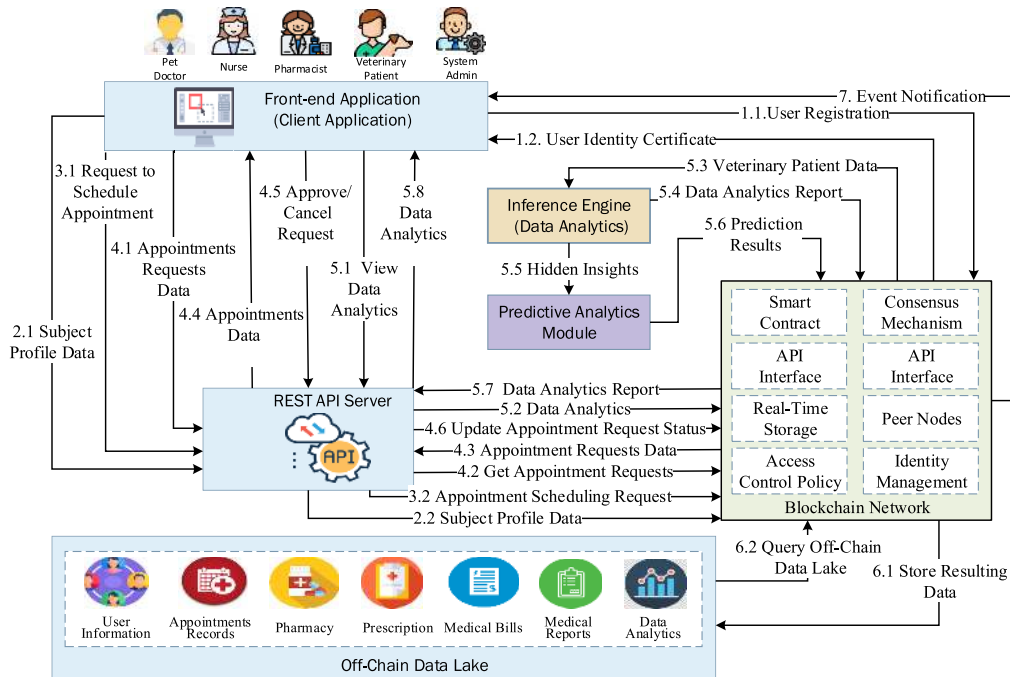 Pet
Doctor
Nurse
Pharmacist
Veterinary
Patient
System
Admin
Front-end Application
(Client Application)
7. Event Notification
1.1.User Registration
1.2. User Identity Certificate
5.3 Veterinary Patient Data
5.4 Data Analytics Report
Inference Engine
(Data Analytics)
5.6 Prediction
Results
5.5 Hidden Insights
Predictive Analytics
Module
3.1 Request to
Schedule
Appointment
4.1 Appointments
Requests
Data
2.1 Subject
Profile Data
4.4 Appointments
Data
4.5 Approve/
Cancel
Request
5.1 View
Data
Analytics
5.8
Data
Analytics
Smart
Contract
Consensus
Mechanism
API
Interface
API
Interface
Real-Time
Storage
Peer Nodes
Access
Control Policy
Identity
Management
Blockchain Network
REST API Server
API
5.7 Data Analytics Report
5.2 Data Analytics
4.6 Update Appointment Request Status
4.3 Appointment Requests Data
4.2 Get Appointment Requests
3.2 Appointment Scheduling Request
2.2 Subject Profile Data
6.2 Query Off-Chain
Data Lake
6.1 Store Resulting
Data
User
Information
Appointments
Records
Pharmacy
Prescription
Medical Bills
Medical
Reports
Data
Analytics
Off-Chain Data Lake